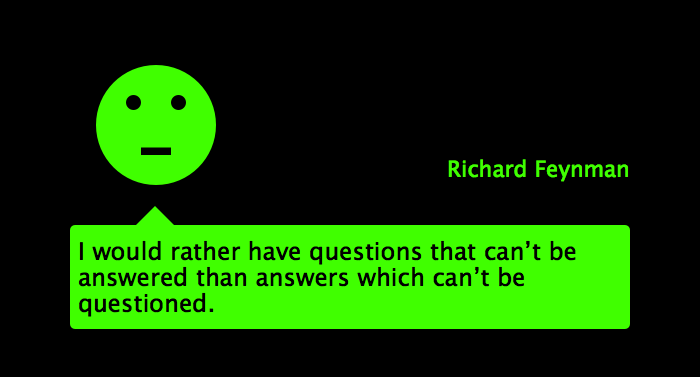 Richard Feynman
I would rather have questions that can’t be
answered than answers which can’t be
questioned.